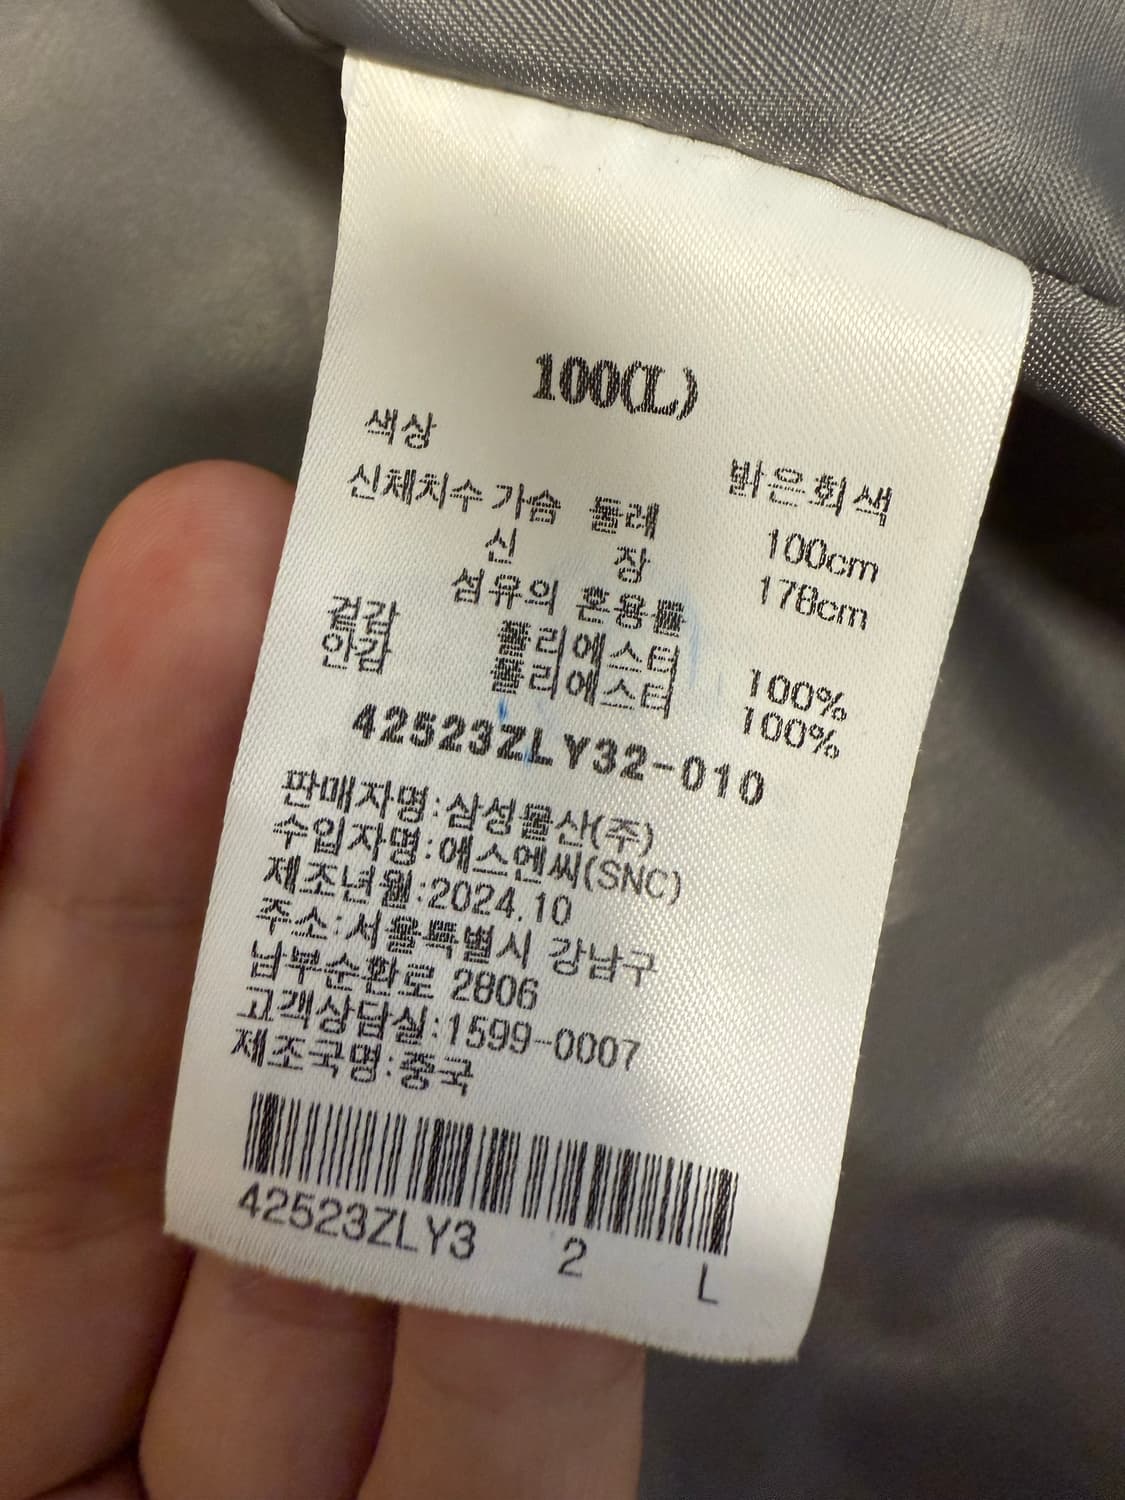 100(L)
색상 밝은회색
신체치수 가슴 둘레 100cm
신 장 178cm
섬유의 혼용률
겉감 폴리에스터 100%
안감 폴리에스터 100%
42523ZLY32-010
판매자명:삼성물산(주)
수입자명:에스엔씨(SNC)
제조년월:2024.10
주소:서울특별시 강남구
남부순환로 2806
고객상담실:1599-0007
제조국명:중국
42523ZLY3 2 L